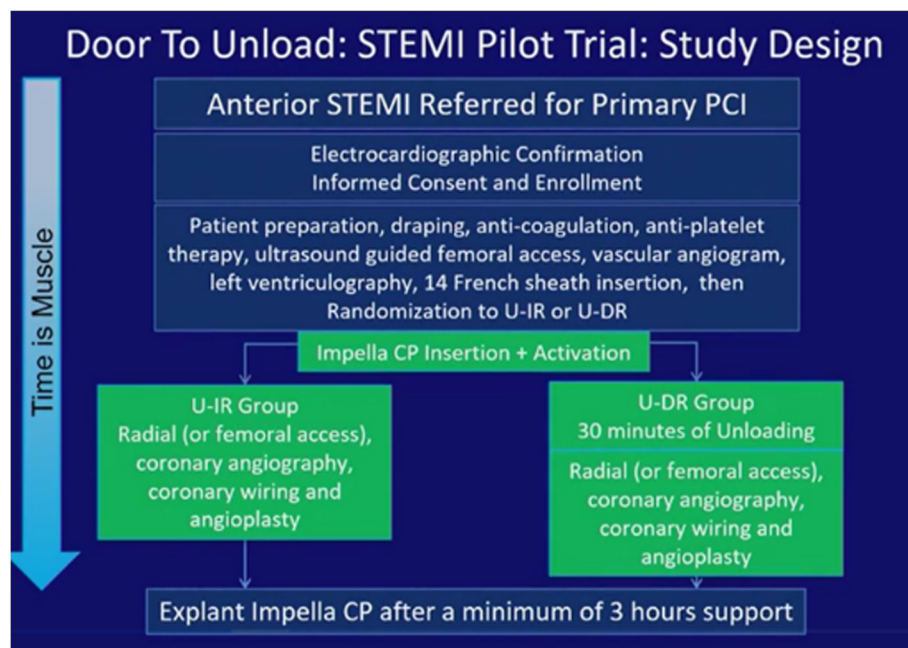 Door To Unload: STEMI Pilot Trial: Study Design
Time is Muscle
Anterior STEMI Referred for Primary PCI
Electrocardiographic Confirmation
Informed Consent and Enrollment
Patient preparation, draping, anti-coagulation, anti-platelet
therapy, ultrasound guided femoral access, vascular angiogram,
left ventriculography, 14 French sheath insertion, then
Randomization to U-IR or U-DR
Impella CP Insertion + Activation
U-IR Group
Radial (or femoral access),
coronary angiography,
coronary wiring and
angioplasty
U-DR Group
30 minutes of Unloading
Radial (or femoral access),
coronary angiography,
coronary wiring and
angioplasty
Explant Impella CP after a minimum of 3 hours support